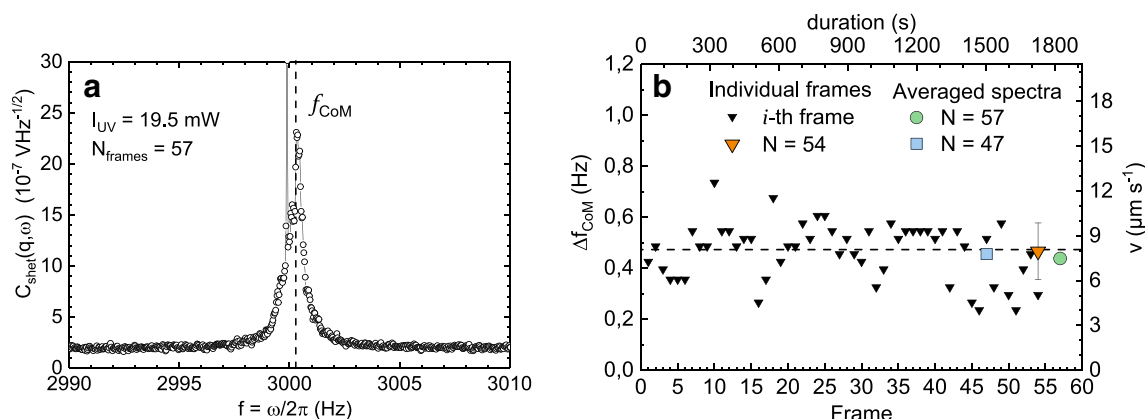 a
I_UV = 19.5 mW
N_frames = 57
f_CoM
C_shet(q,ω) (10⁻⁷ VHz⁻¹/²)
30
25
20
15
10
5
0
2990 2995 3000 3005 3010
f = ω/2π (Hz)
duration (s)
0 300 600 900 1200 1500 1800
b
Individual frames Averaged spectra
i-th frame N = 57
N = 54 N = 47
Δf_CoM (Hz)
1,2
1,0
0,8
0,6
0,4
0,2
0,0
v (μm s⁻¹)
18
15
12
9
6
3
0
0 5 10 15 20 25 30 35 40 45 50 55 60
Frame